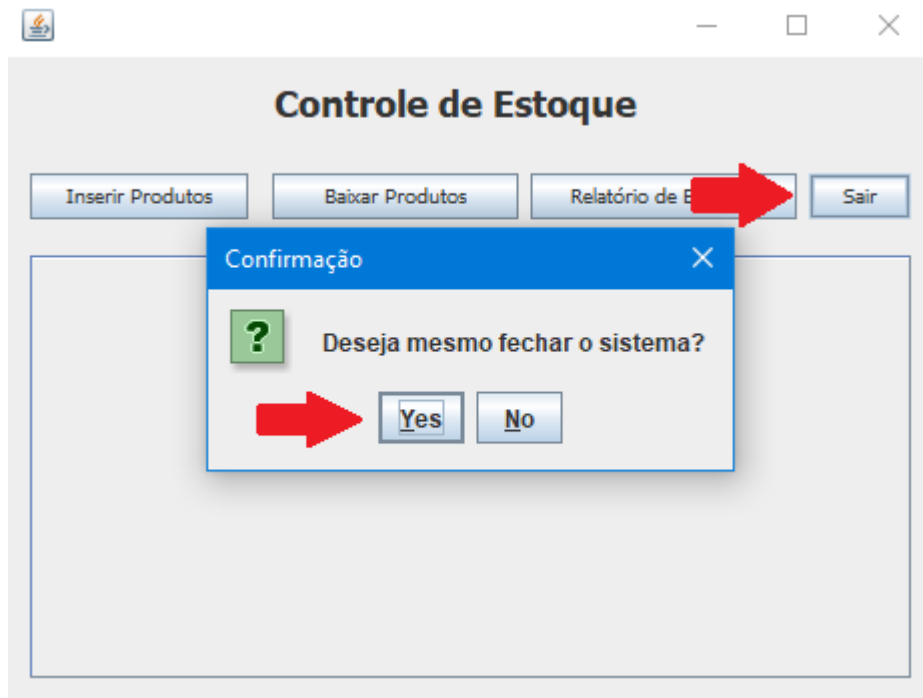 Controle de Estoque
Inserir Produtos
Baixar Produtos
Relatório de
Sair
Confirmação
?
Deseja mesmo fechar o sistema?
Yes
No